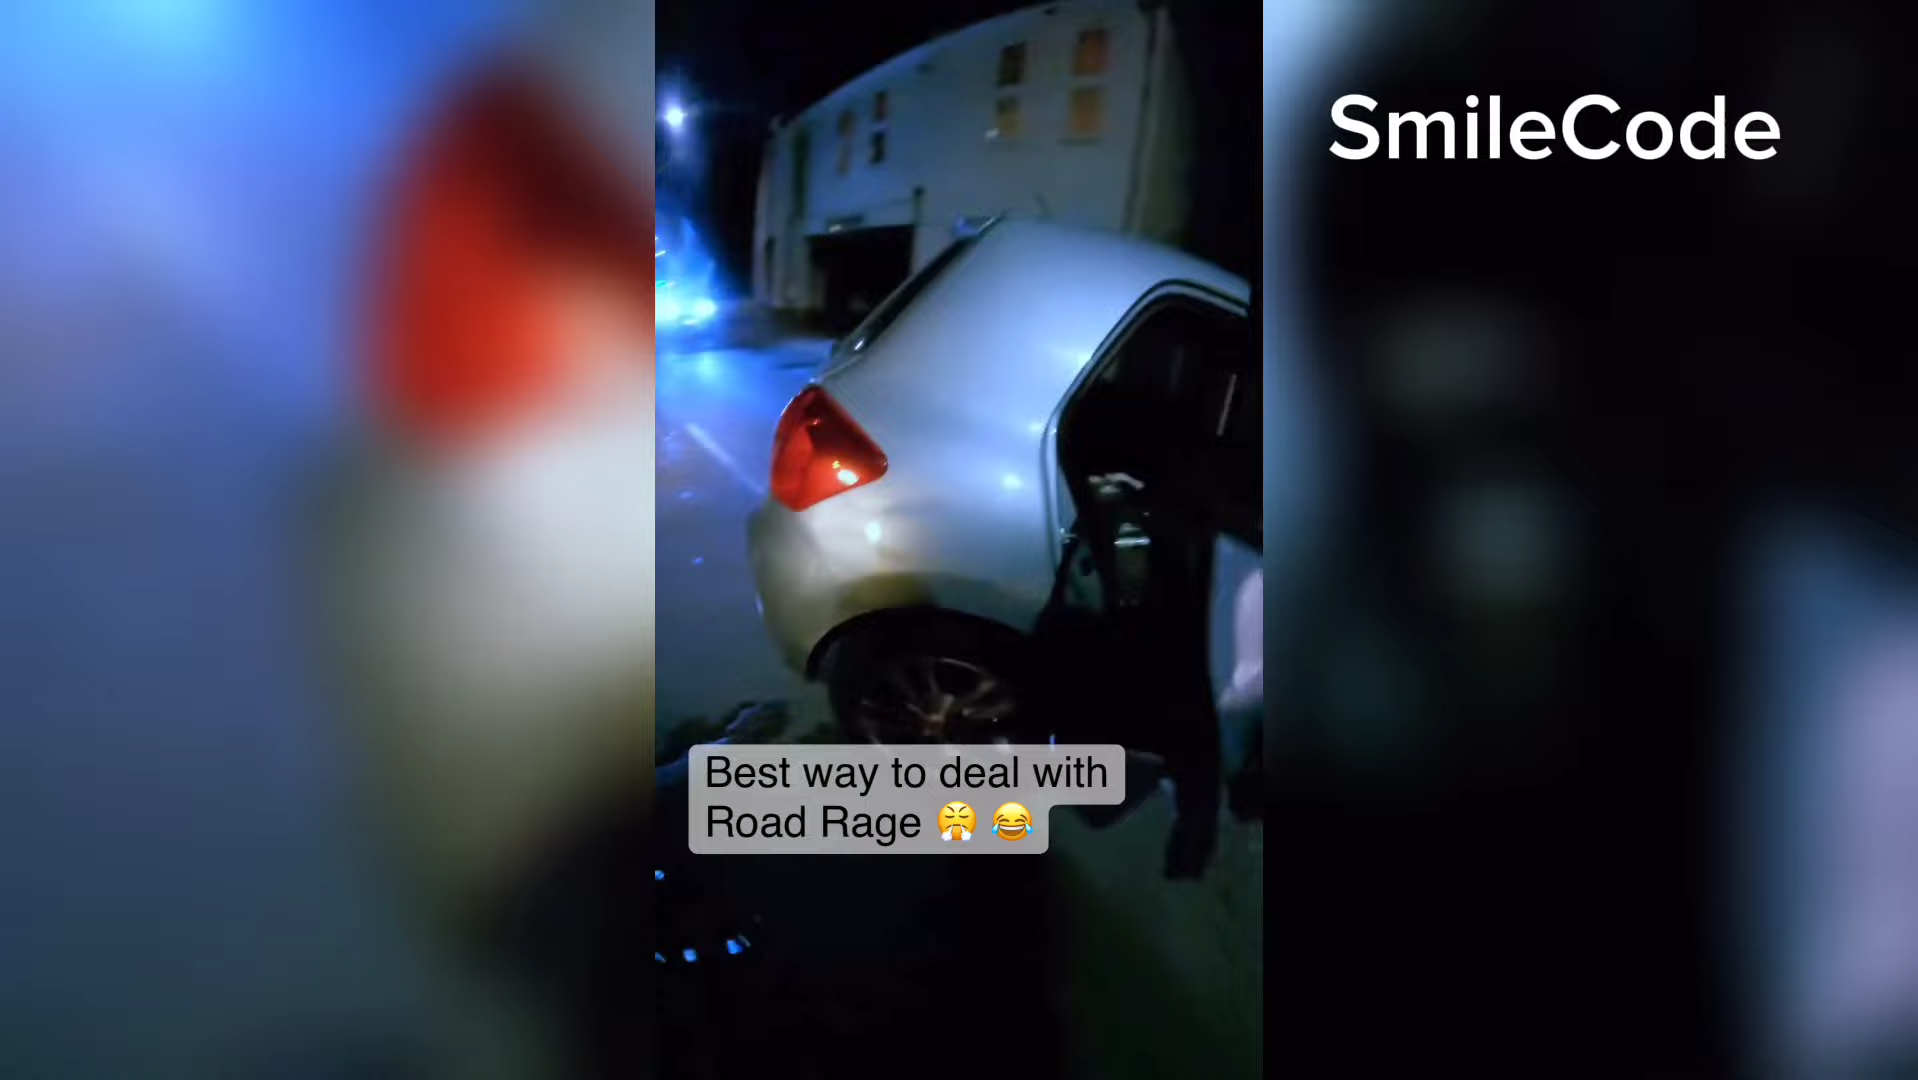 SmileCode
Best way to deal with
Road Rage 😤 😂